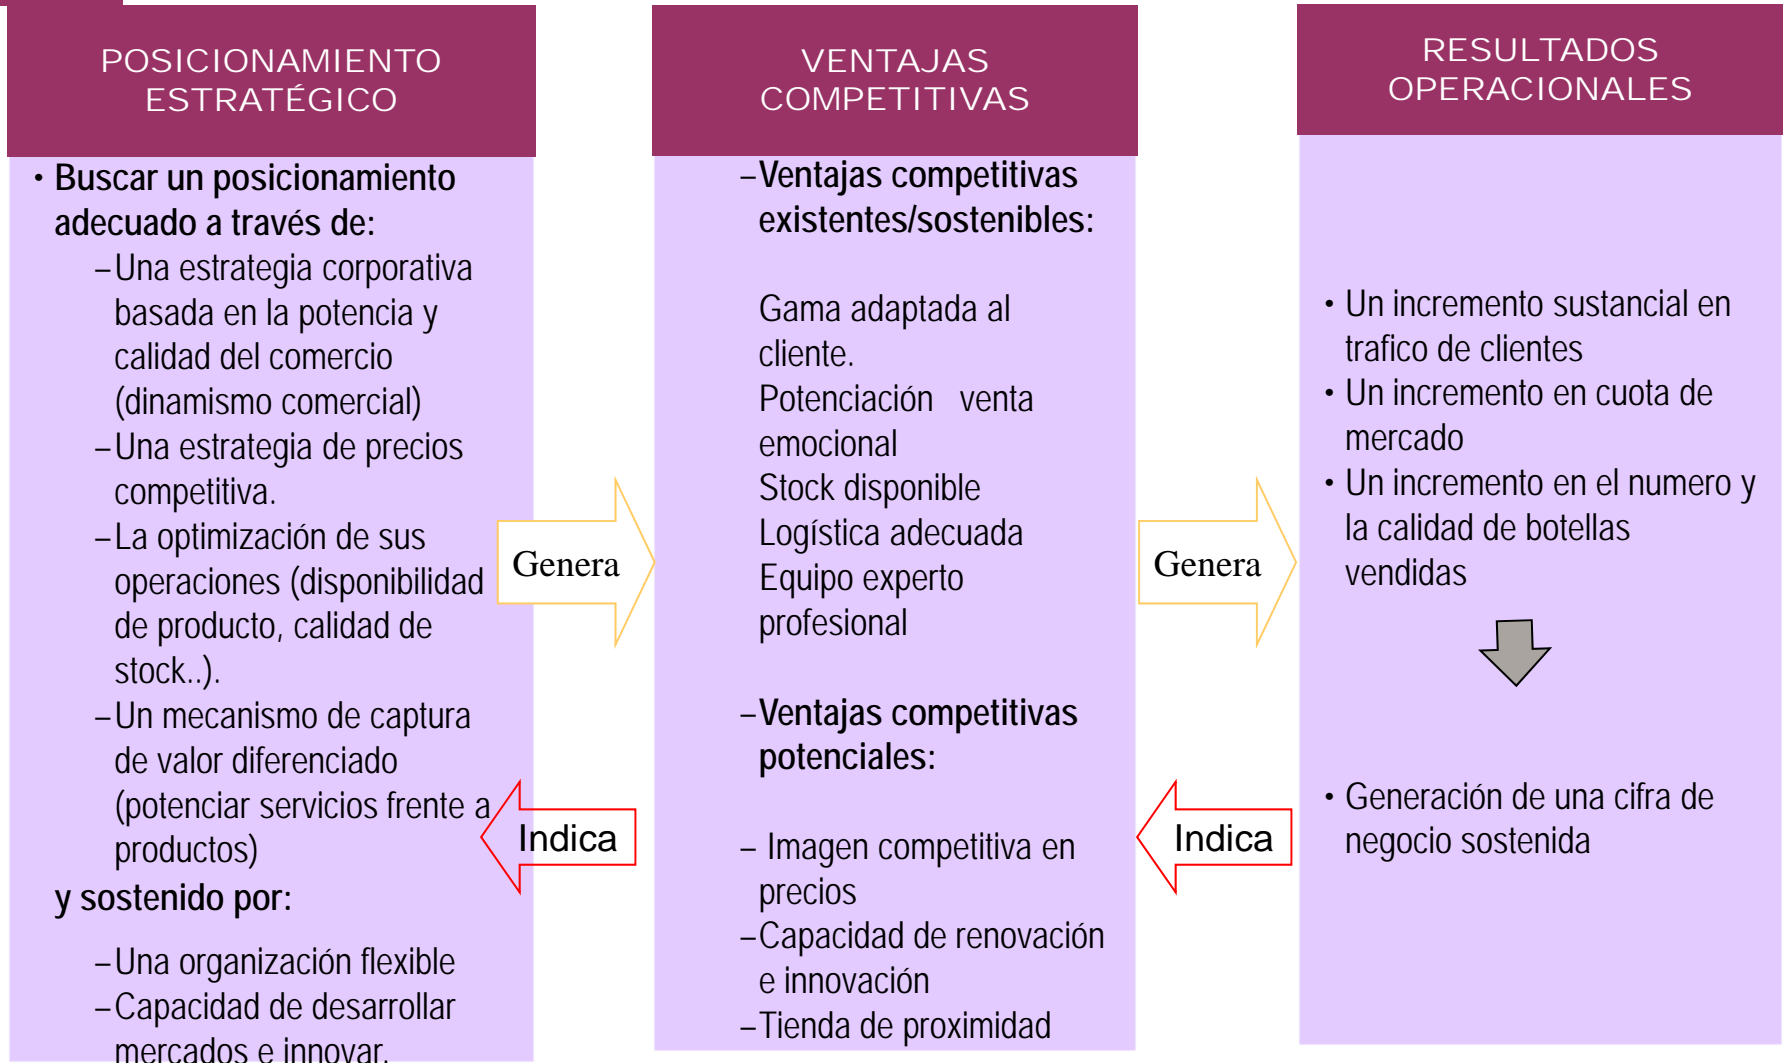 POSICIONAMIENTO
ESTRATÉGICO
• Buscar un posicionamiento
adecuado a través de:
–Una estrategia corporativa
basada en la potencia y
calidad del comercio
(dinamismo comercial)
–Una estrategia de precios
competitiva.
–La optimización de sus
operaciones (disponibilidad
de producto, calidad de
stock..).
–Un mecanismo de captura
de valor diferenciado
(potenciar servicios frente a
productos)
y sostenido por:
–Una organización flexible
–Capacidad de desarrollar
mercados e innovar.
Genera
Indica
VENTAJAS
COMPETITIVAS
–Ventajas competitivas
existentes/sostenibles:
Gama adaptada al
cliente.
Potenciación venta
emocional
Stock disponible
Logística adecuada
Equipo experto
profesional
–Ventajas competitivas
potenciales:
– Imagen competitiva en
precios
–Capacidad de renovación
e innovación
–Tienda de proximidad
Genera
Indica
RESULTADOS
OPERACIONALES
• Un incremento sustancial en
trafico de clientes
• Un incremento en cuota de
mercado
• Un incremento en el numero y
la calidad de botellas
vendidas
• Generación de una cifra de
negocio sostenida